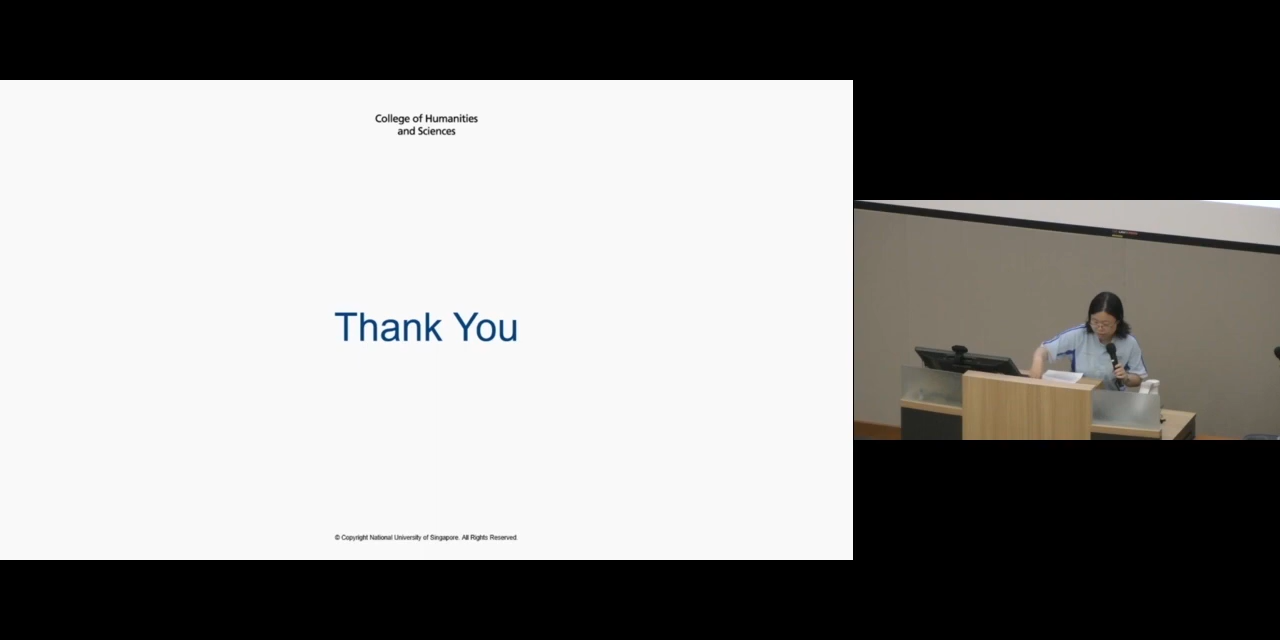 College of Humanities
and Sciences
Thank You
© Copyright National University of Singapore. All Rights Reserved.